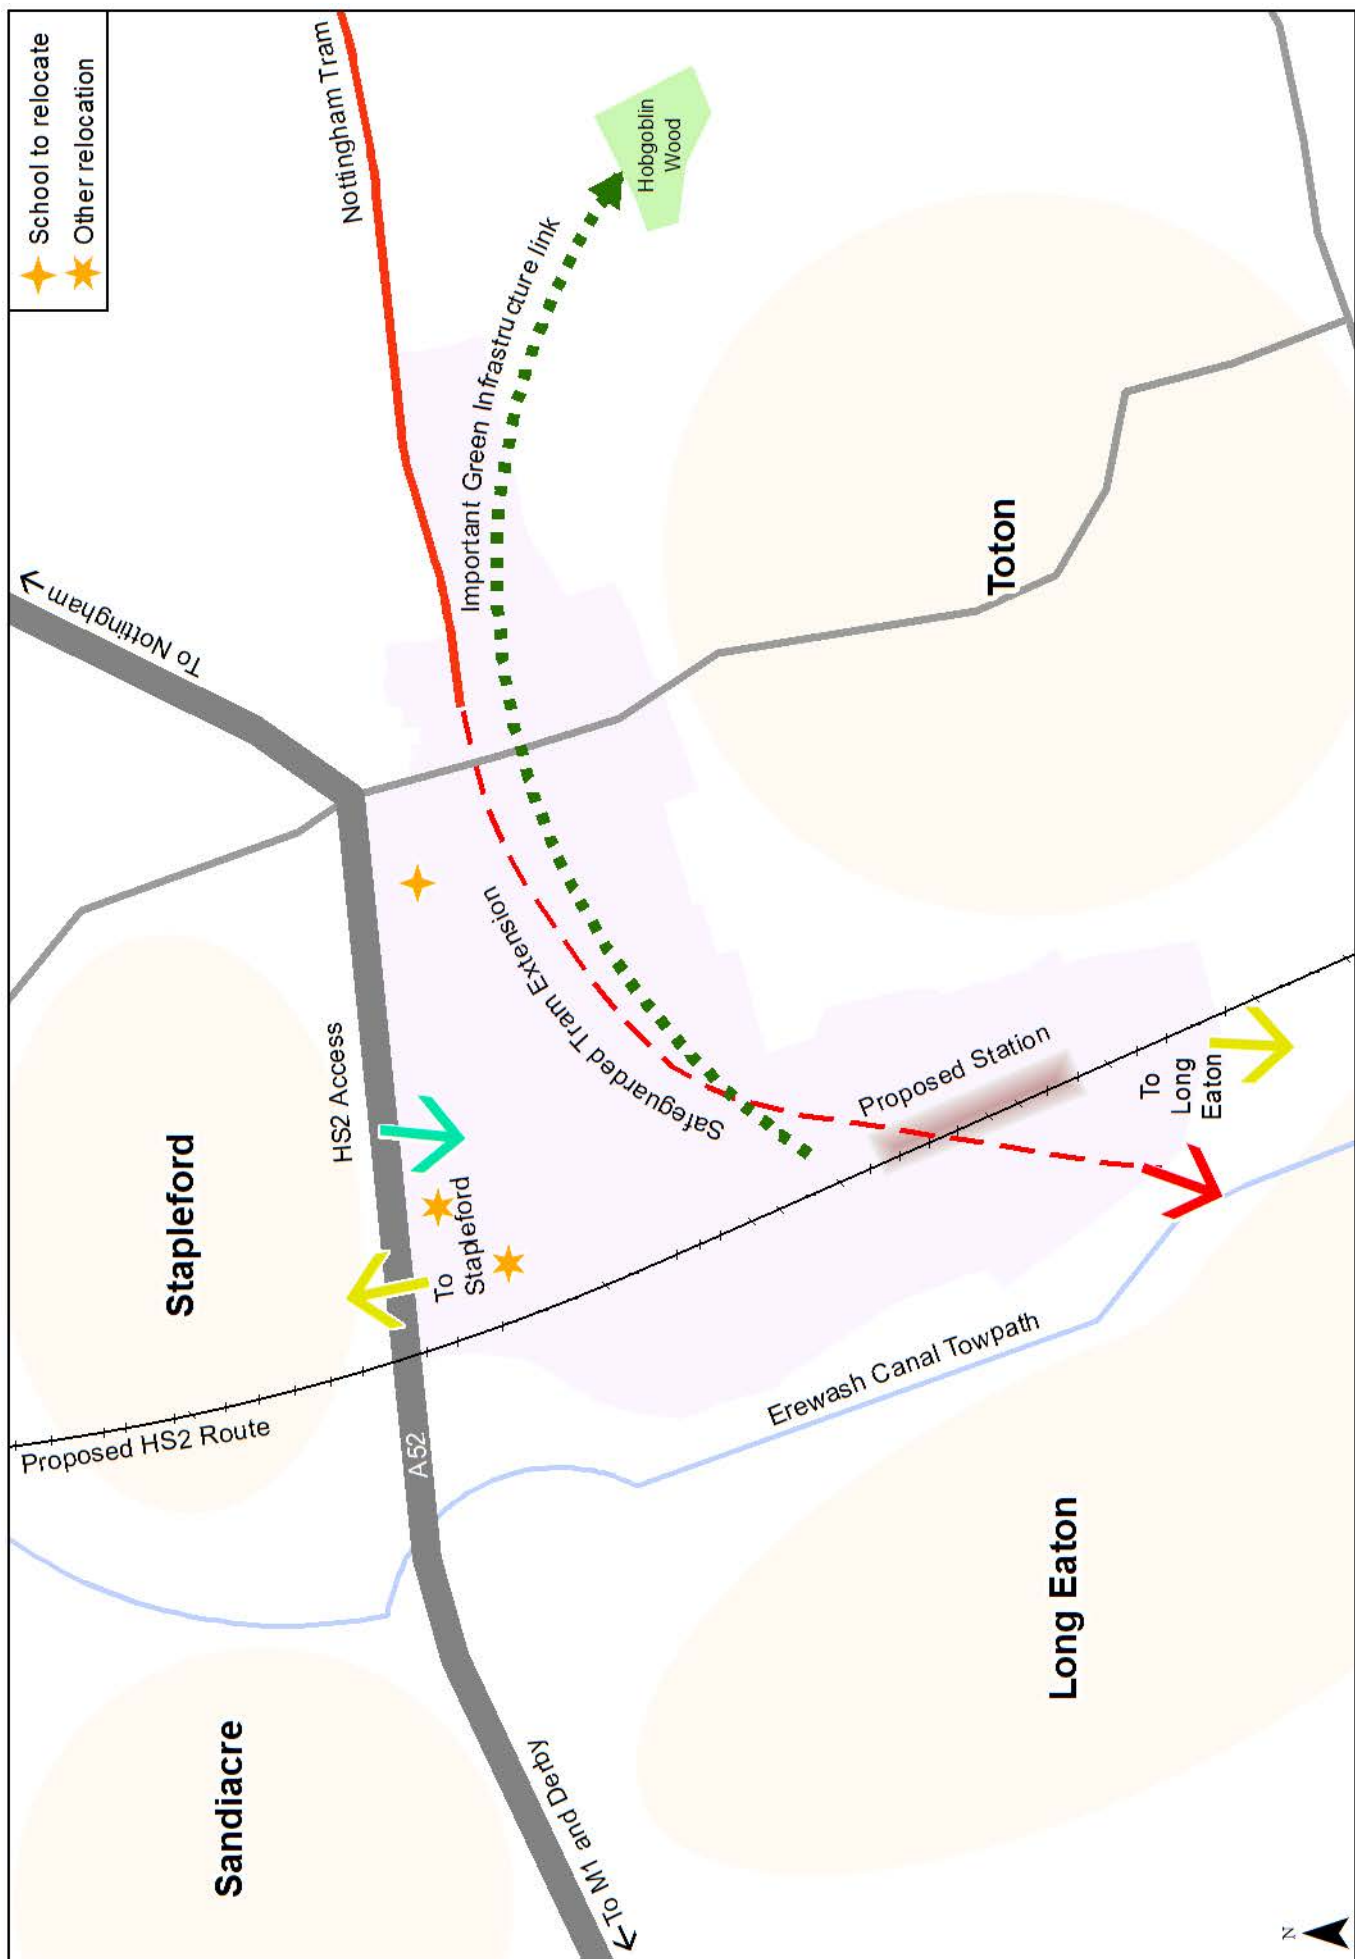 School to relocate
Other relocation
Nottingham Tram
To Nottingham
Hobgoblin
Wood
Important Green Infrastructure link
Stapleford
HS2 Access
Safeguarded Tram Extension
To
Stapleford
Proposed HS2 Route
A52
Sandiacre
Toton
Proposed Station
To
Long
Eaton
Erewash Canal Towpath
Long Eaton
To M1 and Derby
N